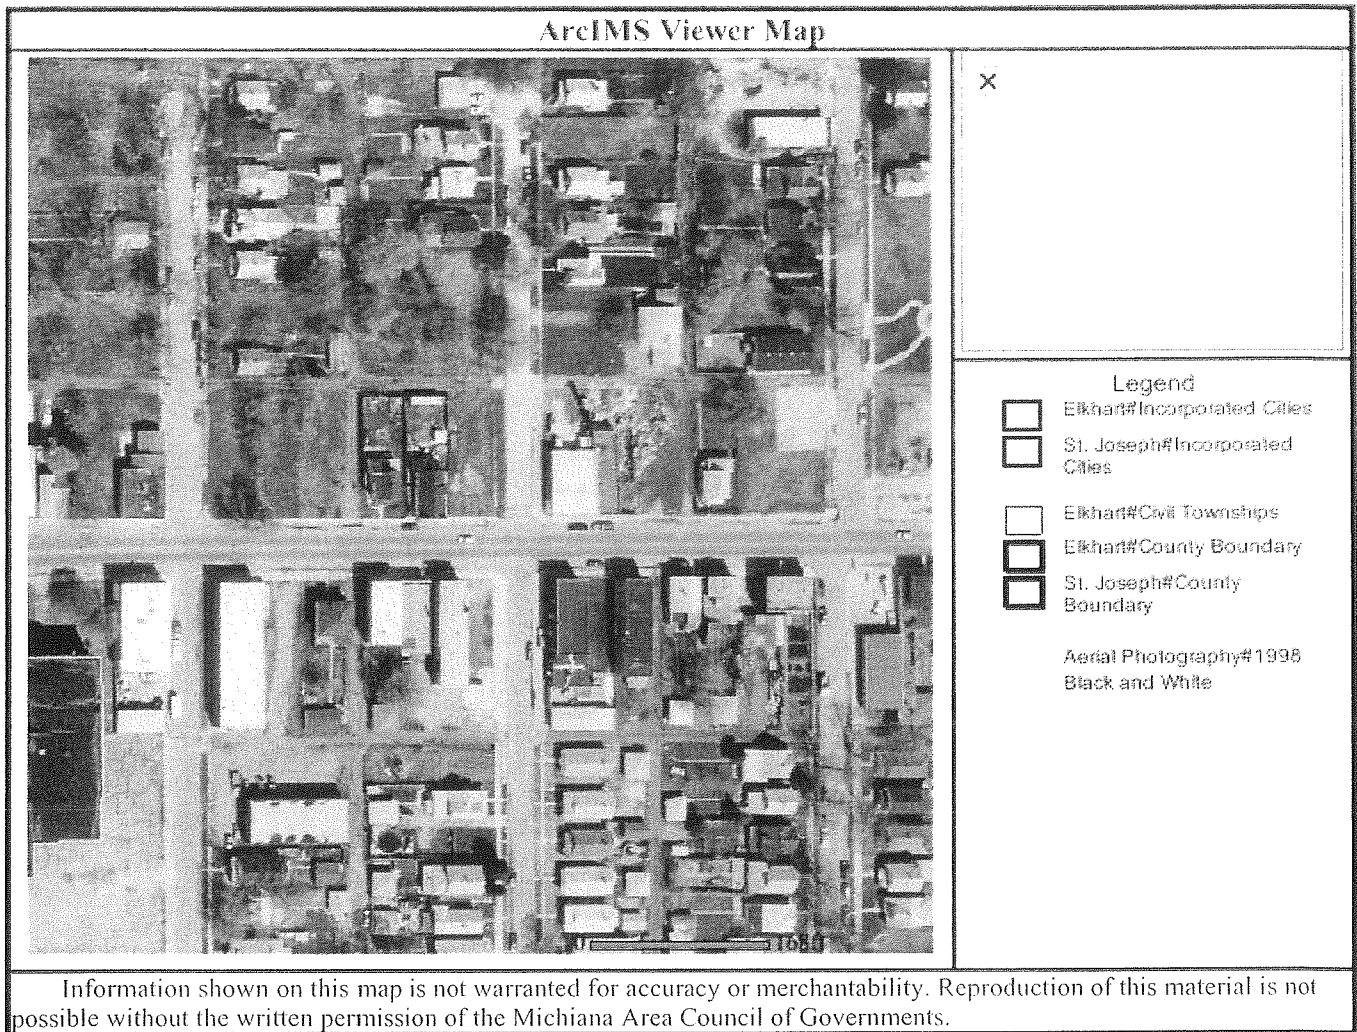 ArcIMS Viewer Map
Legend
Elkhart#Incorporated Cities
St. Joseph#Incorporated
Cities
Elkhart#Civil Townships
Elkhart#County Boundary
St. Joseph#County
Boundary
Aerial Photography#1998
Black and White
0
Information shown on this map is not warranted for accuracy or merchantability. Reproduction of this material is not
possible without the written permission of the Michiana Area Council of Governments.